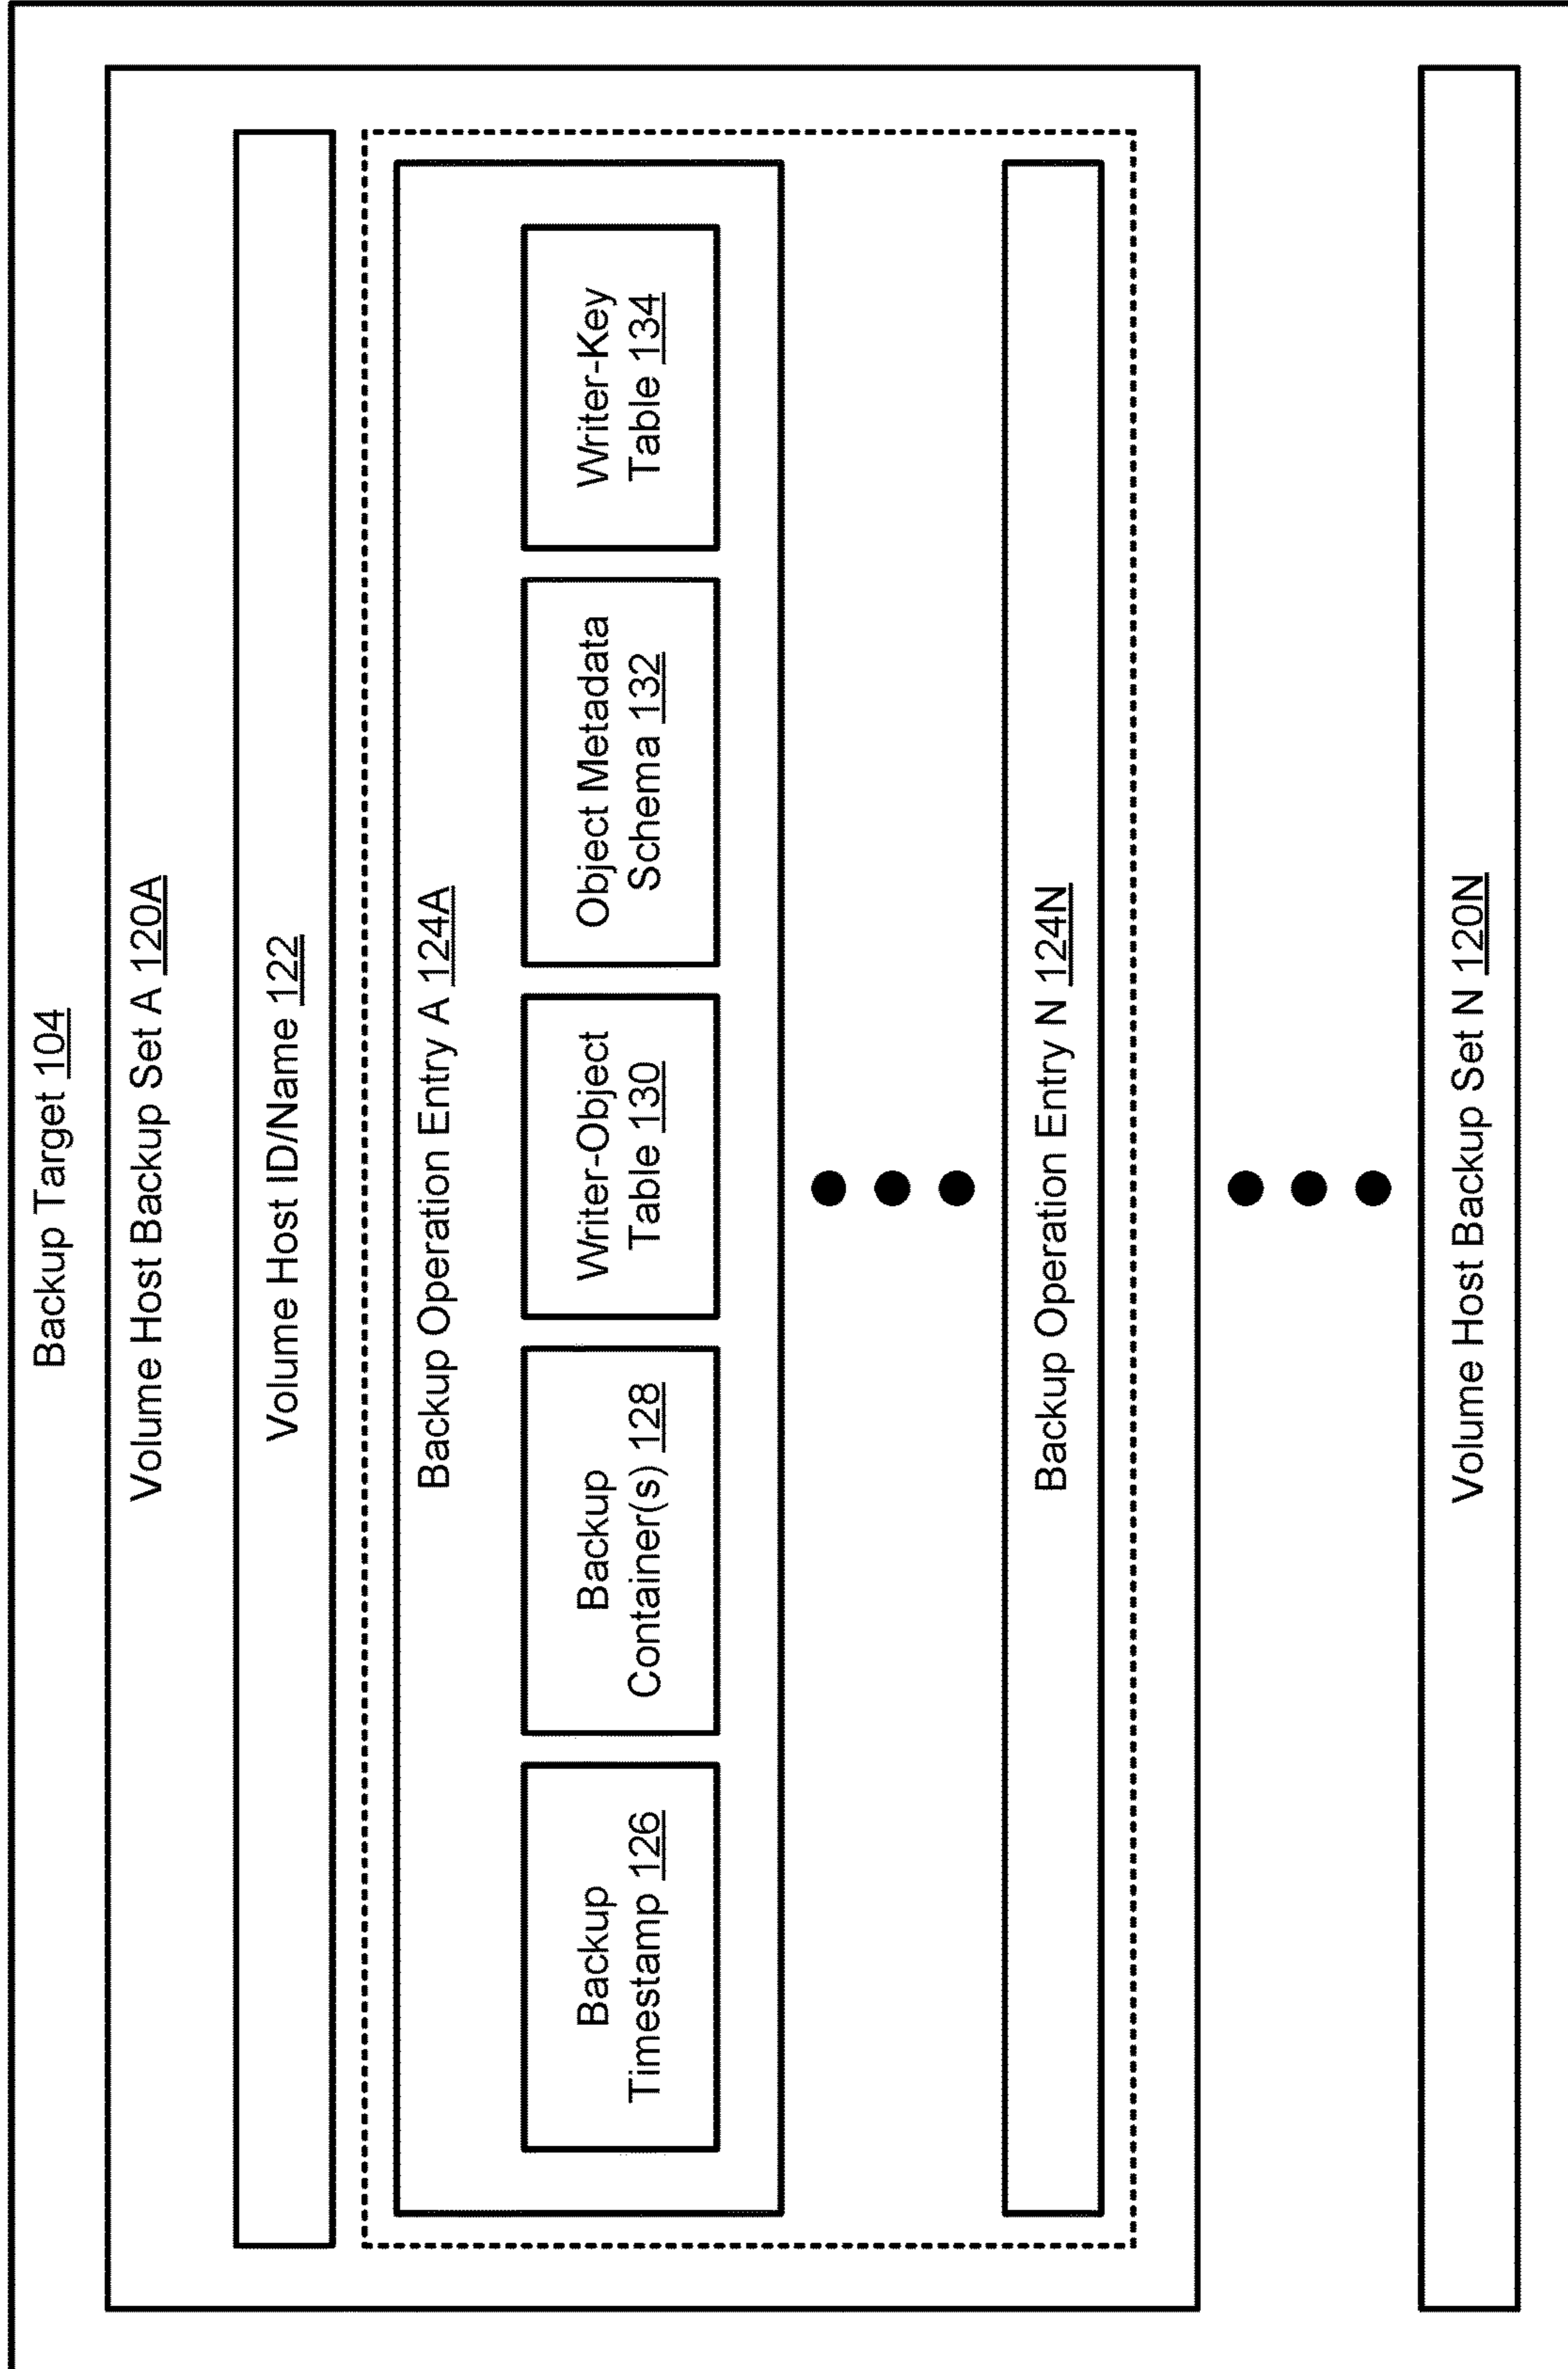 Backup Target 104
Volume Host Backup Set A 120A
Volume Host ID/Name 122
Backup Operation Entry A 124A
Backup
Timestamp 126
Backup
Container(s) 128
Writer-Object
Table 130
Object Metadata
Schema 132
Writer-Key
Table 134
Backup Operation Entry N 124N
Volume Host Backup Set N 120N